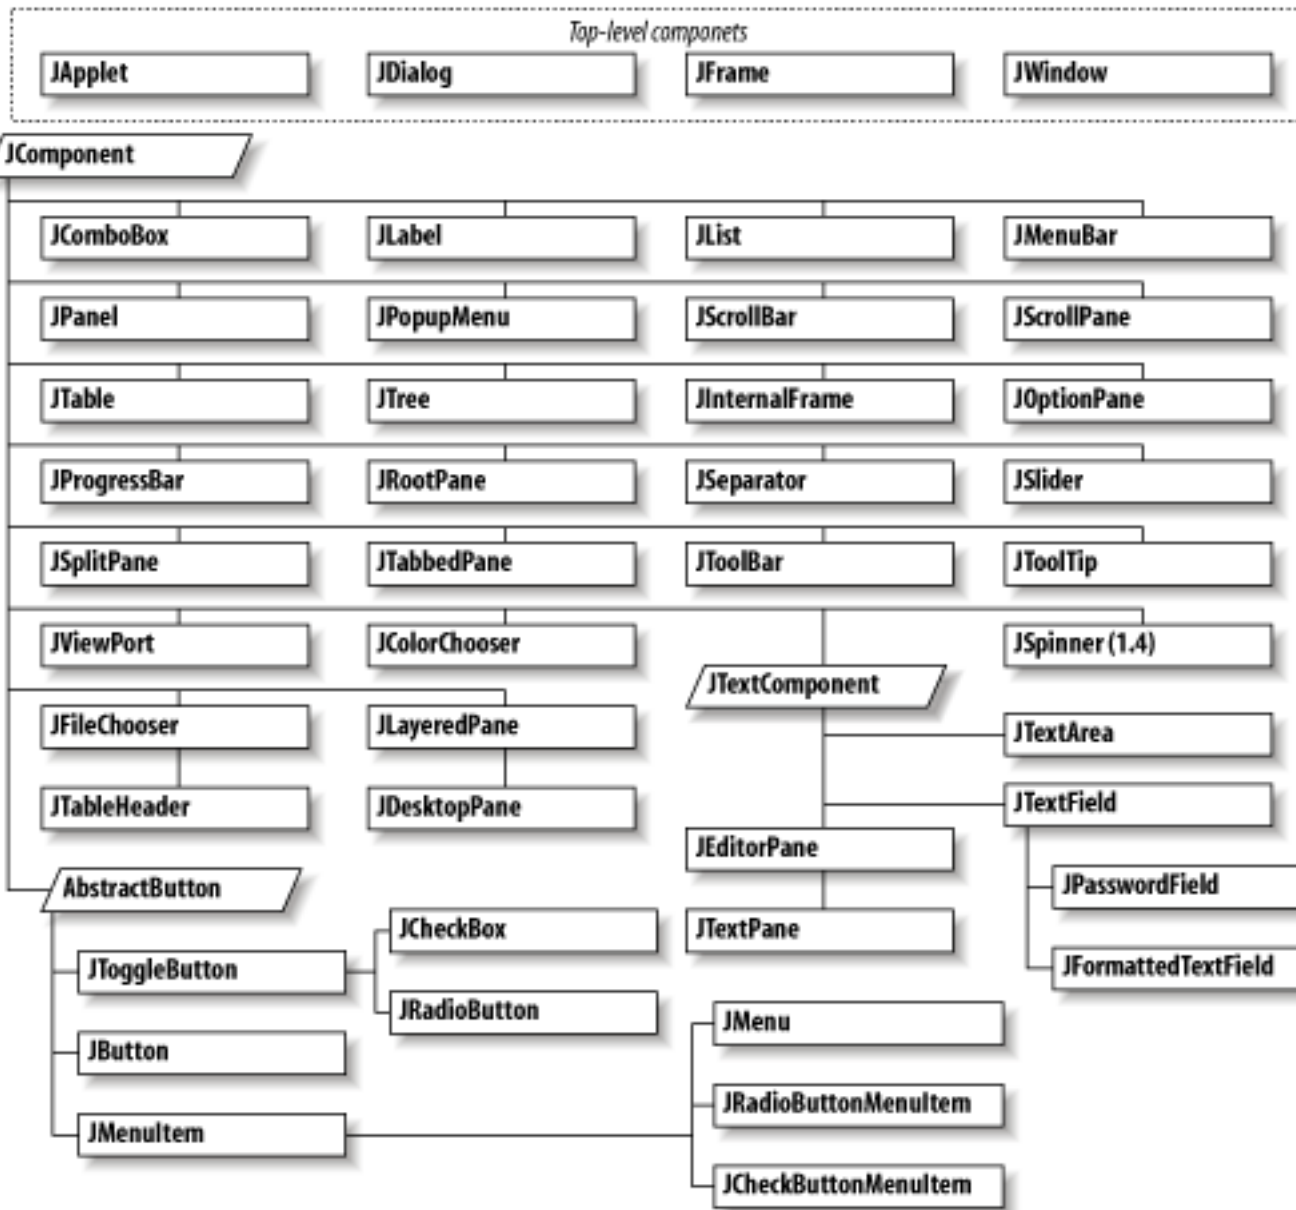 Top-level componets
JApplet
JDialog
JFrame
JWindow
JComponent
JComboBox
JLabel
JList
JMenuBar
JPanel
JPopupMenu
JScrollBar
JScrollPane
JTable
JTree
JInternalFrame
JOptionPane
JProgressBar
JRootPane
JSeparator
JSlider
JSplitPane
JTabbedPane
JToolBar
JToolTip
JViewPort
JColorChooser
JSpinner (1.4)
JTextComponent
JFileChooser
JLayeredPane
JTextArea
JTableHeader
JDesktopPane
JTextField
JEditorPane
JPasswordField
AbstractButton
JCheckBox
JTextPane
JToggleButton
JFormattedTextField
JRadioButton
JMenu
JButton
JRadioButtonMenuItem
JMenuItem
JCheckButtonMenuItem